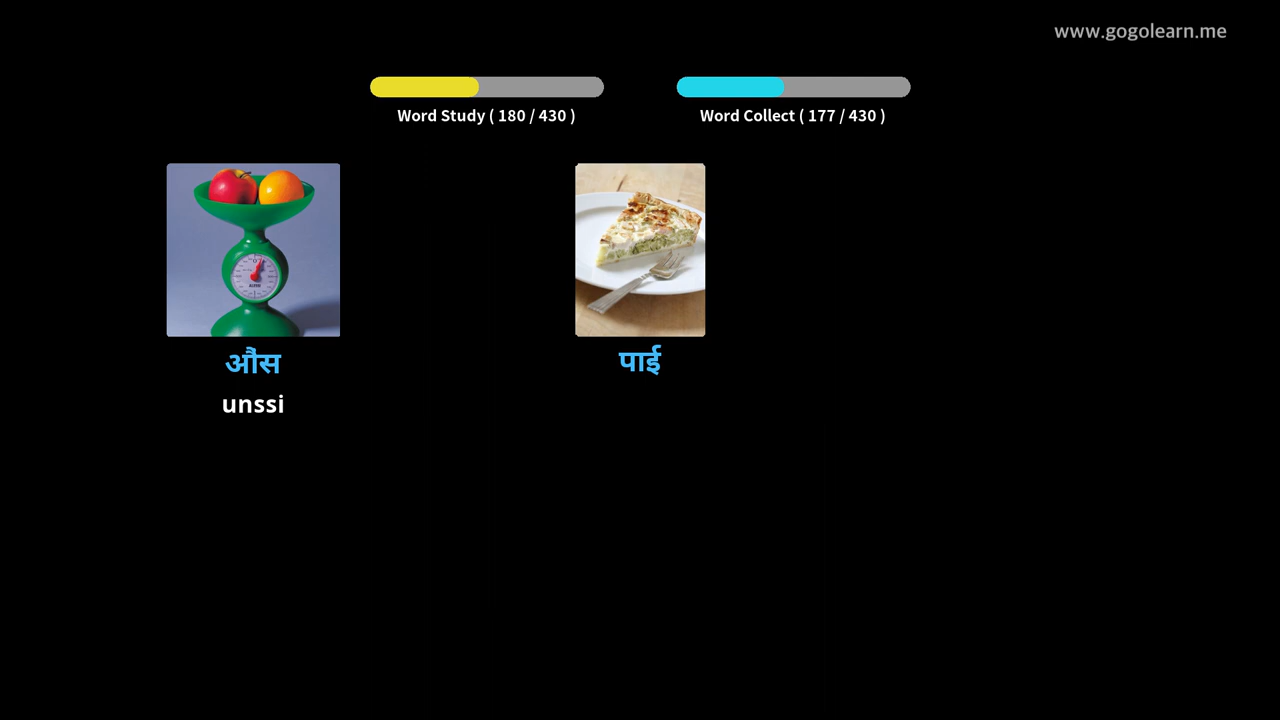 www.gogolearn.me
Word Study ( 180 / 430 )
Word Collect ( 177 / 430 )
औंस
पाई
unssi